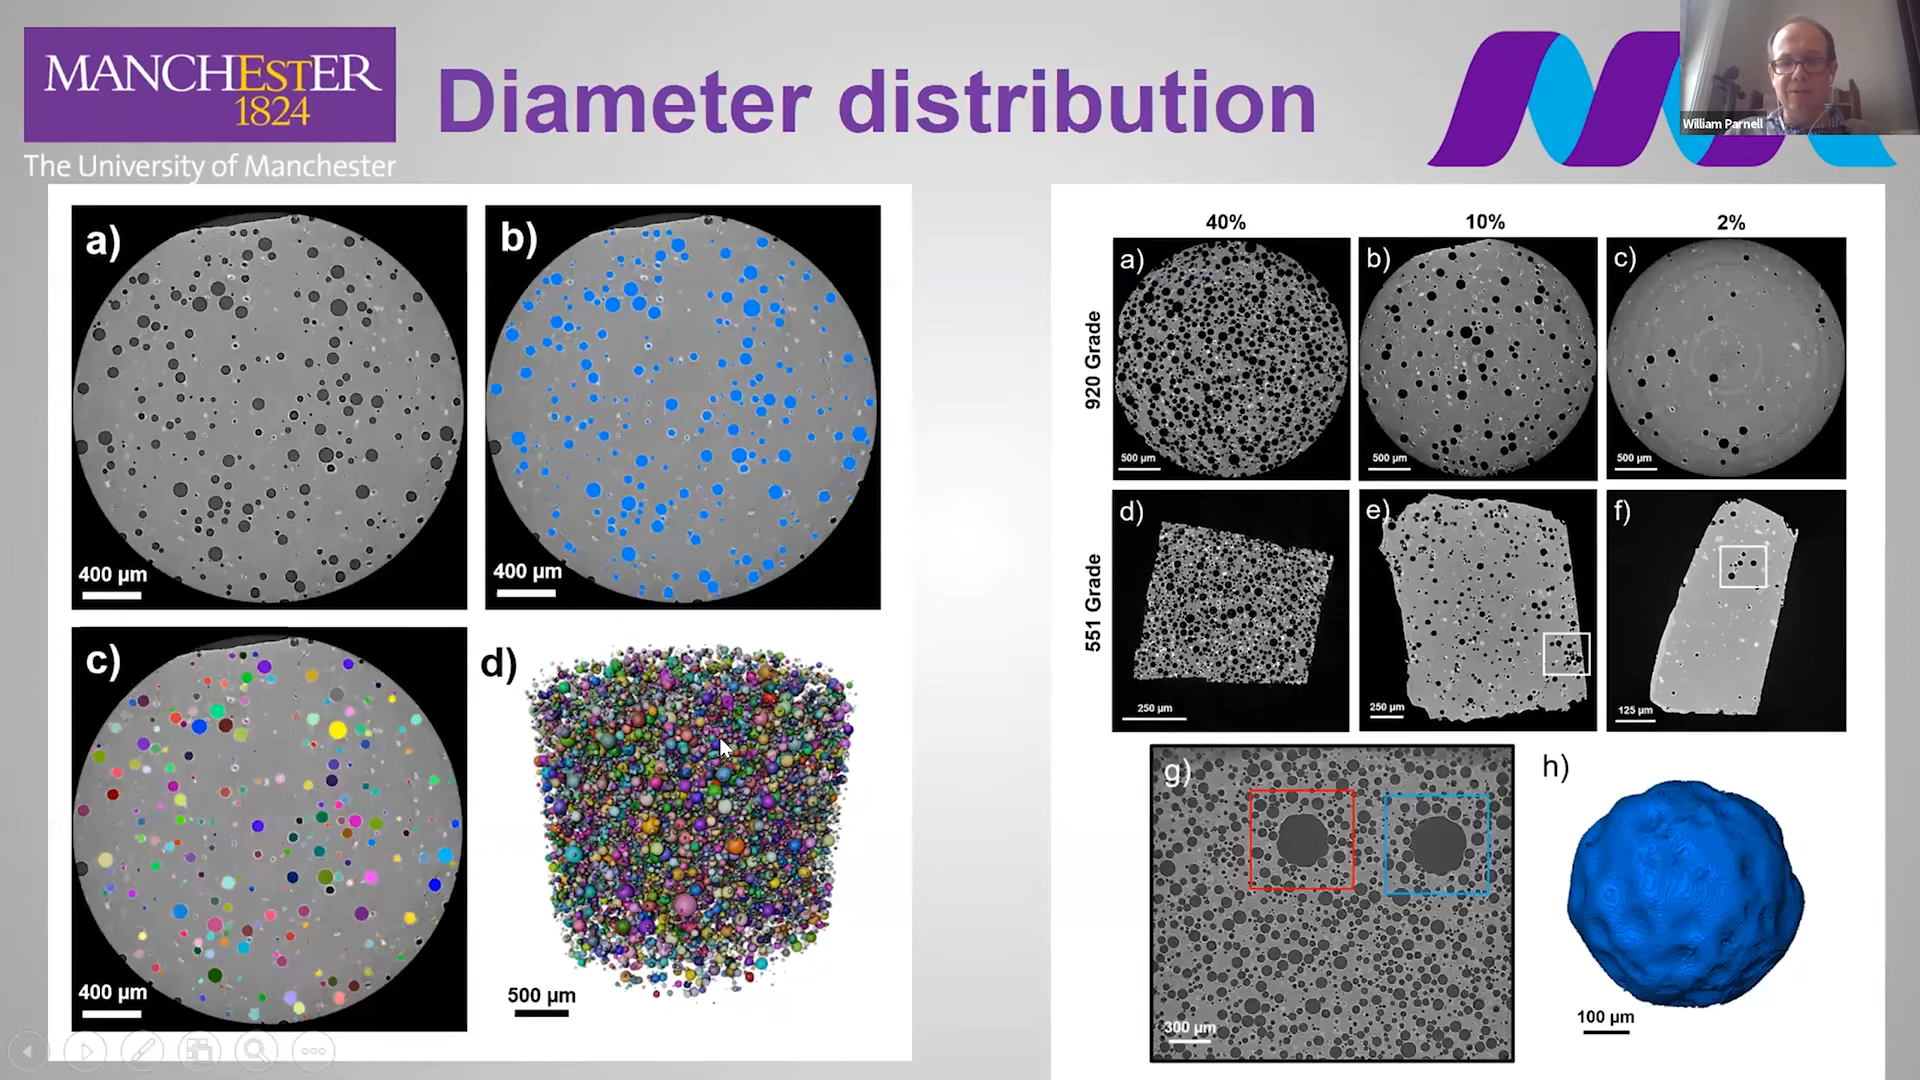 MANCHESTER
1824
The University of Manchester
Diameter distribution
William Parnell
a)
b)
400 μm
400 μm
c)
d)
400 μm
500 μm
40%
10%
2%
920 Grade
a)
b)
c)
500 μm
500 μm
500 μm
551 Grade
d)
e)
f)
250 μm
250 μm
125 μm
g)
h)
300 μm
100 μm